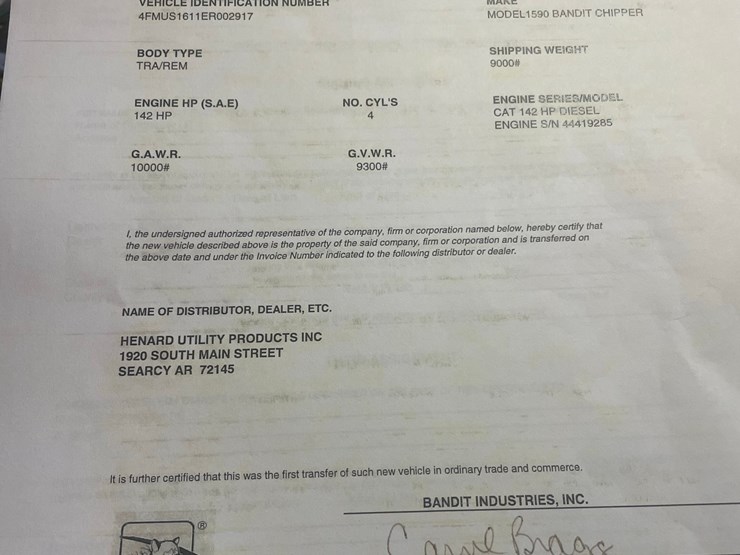 VEHICLE IDENTIFICATION NUMBER
4FMUS1611ER002917
MAKE
MODEL1590 BANDIT CHIPPER
BODY TYPE
TRA/REM
SHIPPING WEIGHT
9000#
ENGINE HP (S.A.E)
142 HP
NO. CYL'S
4
ENGINE SERIES/MODEL
CAT 142 HP DIESEL
ENGINE S/N 44419285
G.A.W.R.
10000#
G.V.W.R.
9300#
I, the undersigned authorized representative of the company, firm or corporation named below, hereby certify that
the new vehicle described above is the property of the said company, firm or corporation and is transferred on
the above date and under the Invoice Number indicated to the following distributor or dealer.
NAME OF DISTRIBUTOR, DEALER, ETC.
HENARD UTILITY PRODUCTS INC
1920 SOUTH MAIN STREET
SEARCY AR 72145
It is further certified that this was the first transfer of such new vehicle in ordinary trade and commerce.
BANDIT INDUSTRIES, INC.
®